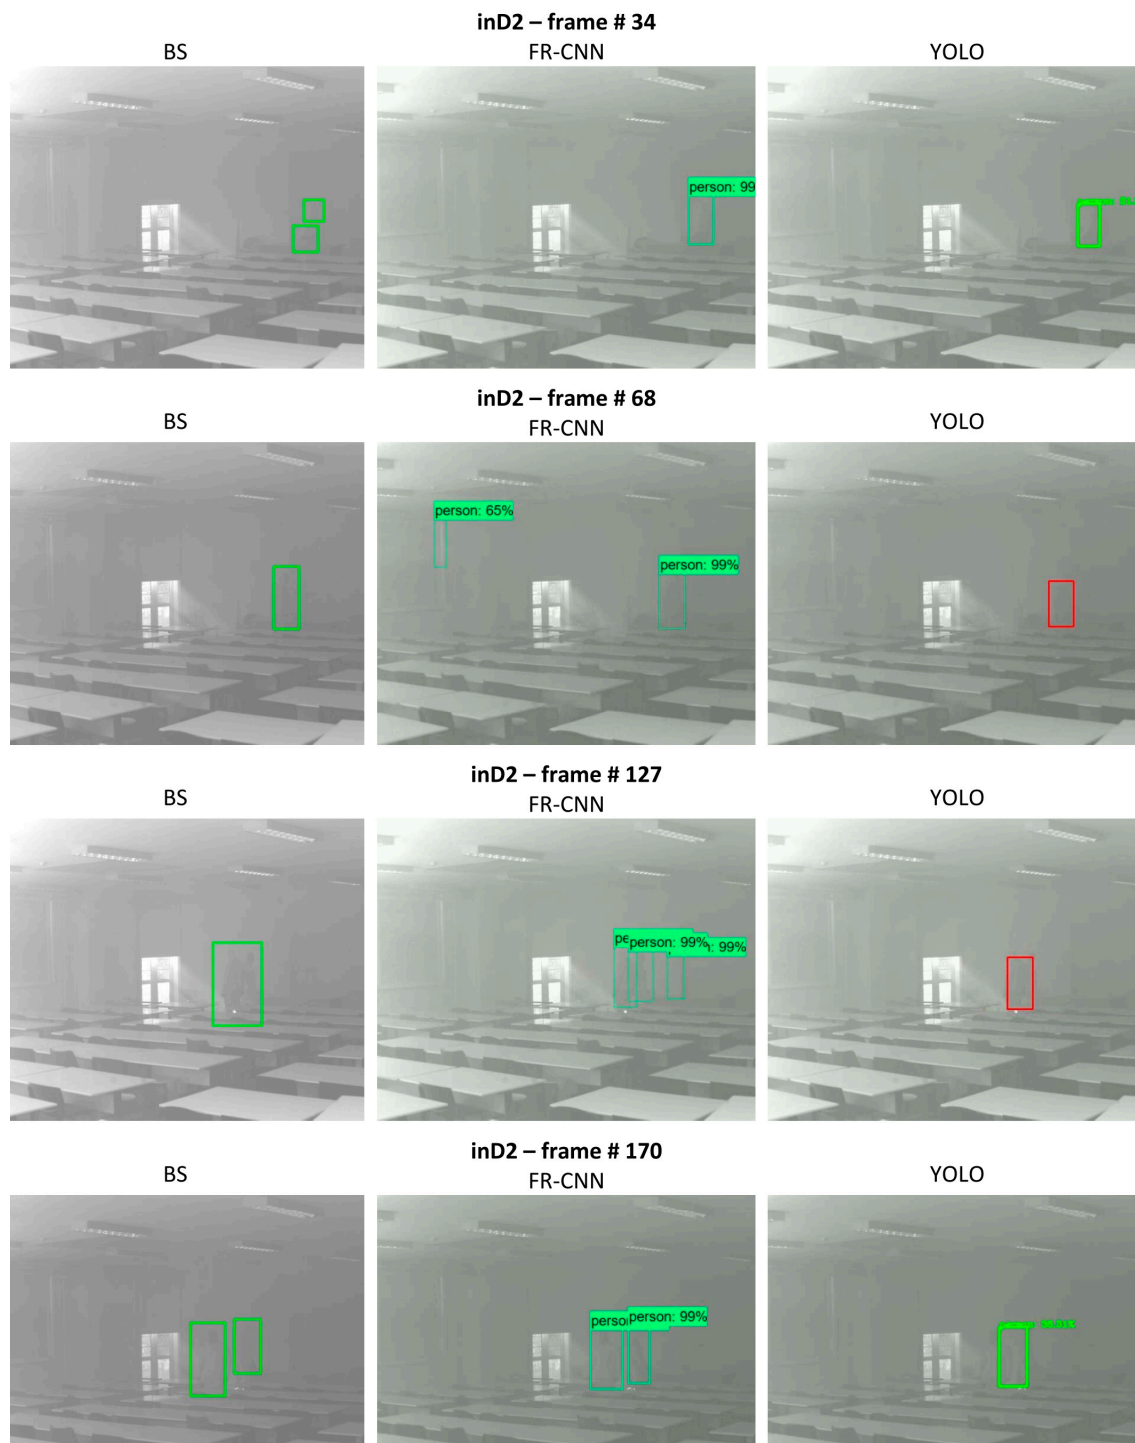 inD2 – frame # 34
BS
FR-CNN
YOLO
person: 99
inD2 – frame # 68
BS
FR-CNN
YOLO
person: 65%
person: 99%
inD2 – frame # 127
BS
FR-CNN
YOLO
pe
person: 99%
: 99%
inD2 – frame # 170
BS
FR-CNN
YOLO
perso
person: 99%